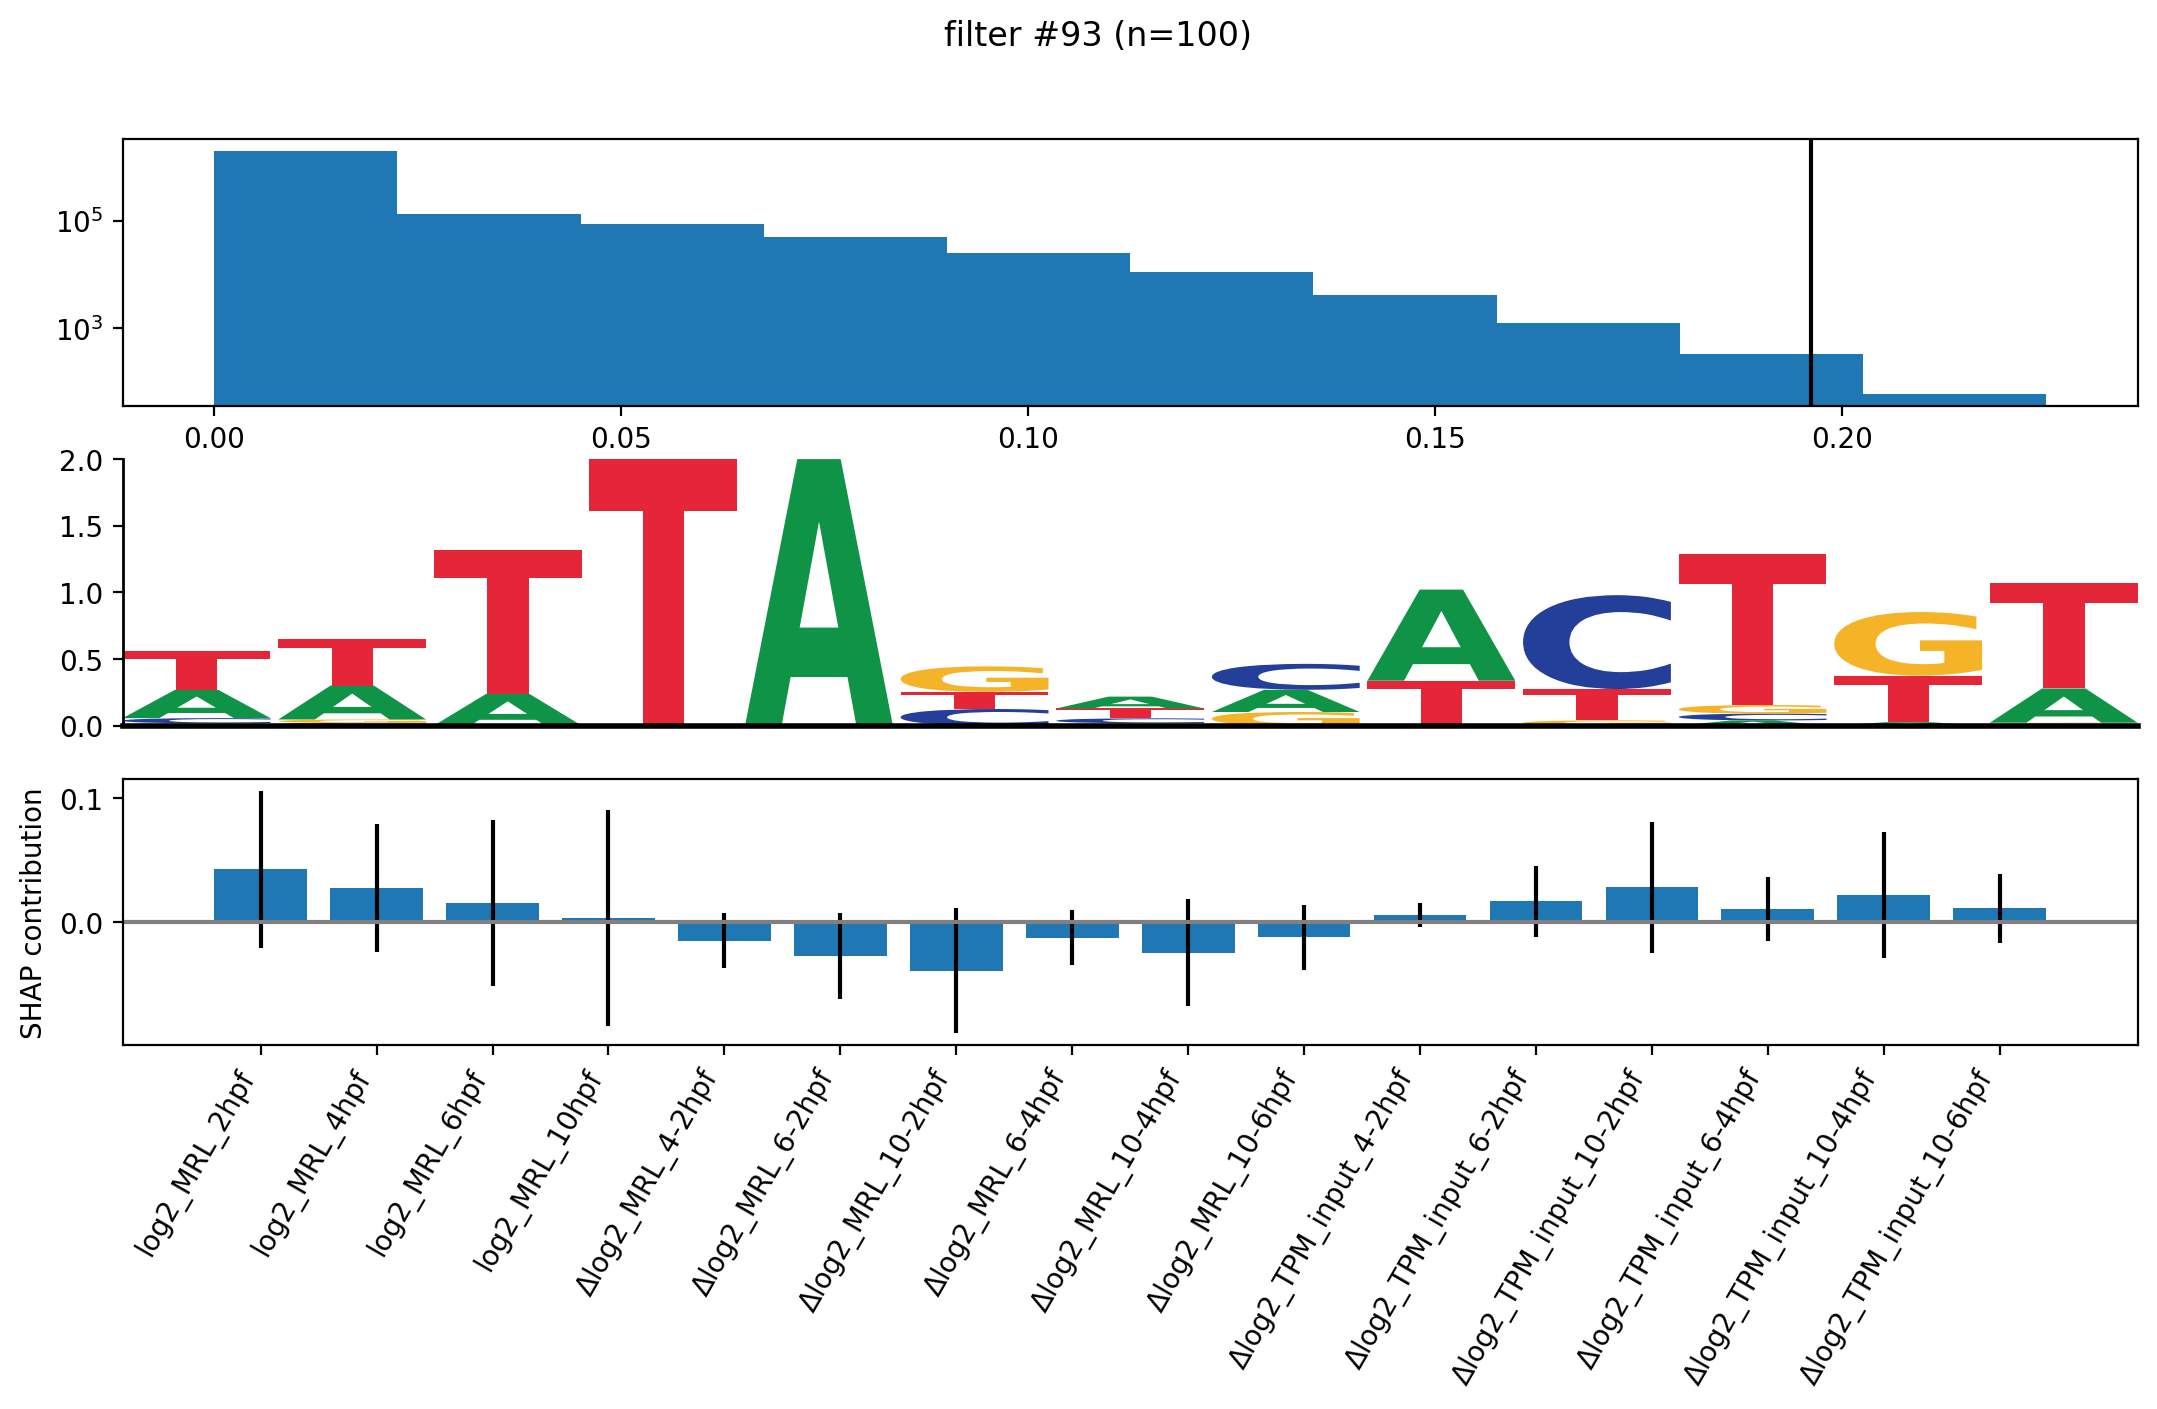 filter #93 (n=100)
10^5
10^3
0.00 0.05 0.10 0.15 0.20
2.0
1.5
1.0
0.5
0.0
T T T T A G A C A C T G T
A A A T T A T T G T A
C G C C G G C A
A
SHAP contribution
0.1
0.0
log2_MRL_2hpf
log2_MRL_4hpf
log2_MRL_6hpf
log2_MRL_10hpf
Δlog2_MRL_4-2hpf
Δlog2_MRL_6-2hpf
Δlog2_MRL_10-2hpf
Δlog2_MRL_6-4hpf
Δlog2_MRL_10-4hpf
Δlog2_MRL_10-6hpf
Δlog2_TPM_input_4-2hpf
Δlog2_TPM_input_6-2hpf
Δlog2_TPM_input_10-2hpf
Δlog2_TPM_input_6-4hpf
Δlog2_TPM_input_10-4hpf
Δlog2_TPM_input_10-6hpf